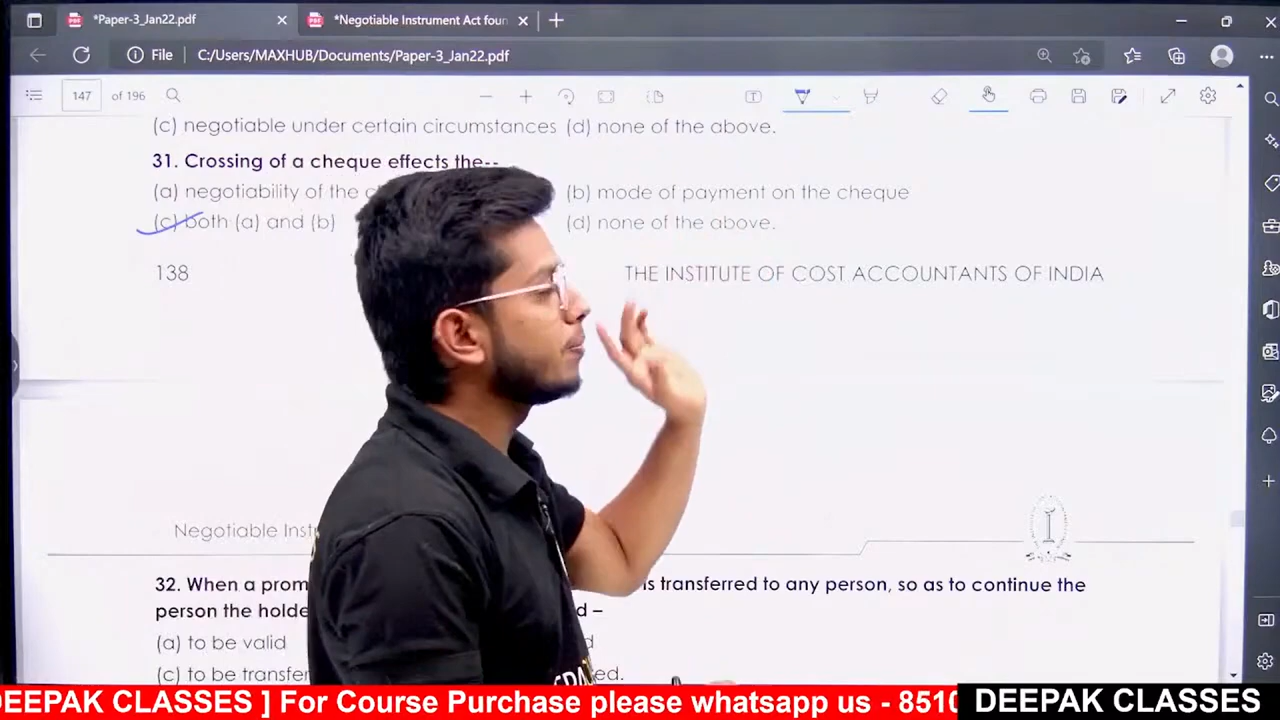 *Paper-3_Jan22.pdf
*Negotiable Instrument Act foun
File C:/Users/MAXHUB/Documents/Paper-3_Jan22.pdf
147 of 196
(c) negotiable under certain circumstances (d) none of the above.
31. Crossing of a cheque effects the--
(a) negotiability of the (b) mode of payment on the cheque
(c) both (a) and (b) (d) none of the above.
138 THE INSTITUTE OF COST ACCOUNTANTS OF INDIA
Negotiable Inst
32. When a prom is transferred to any person, so as to continue the
person the holde d –
(a) to be valid d
(c) to be transfer ed.
DEEPAK CLASSES ] For Course Purchase please whatsapp us - 8510
DEEPAK CLASSES